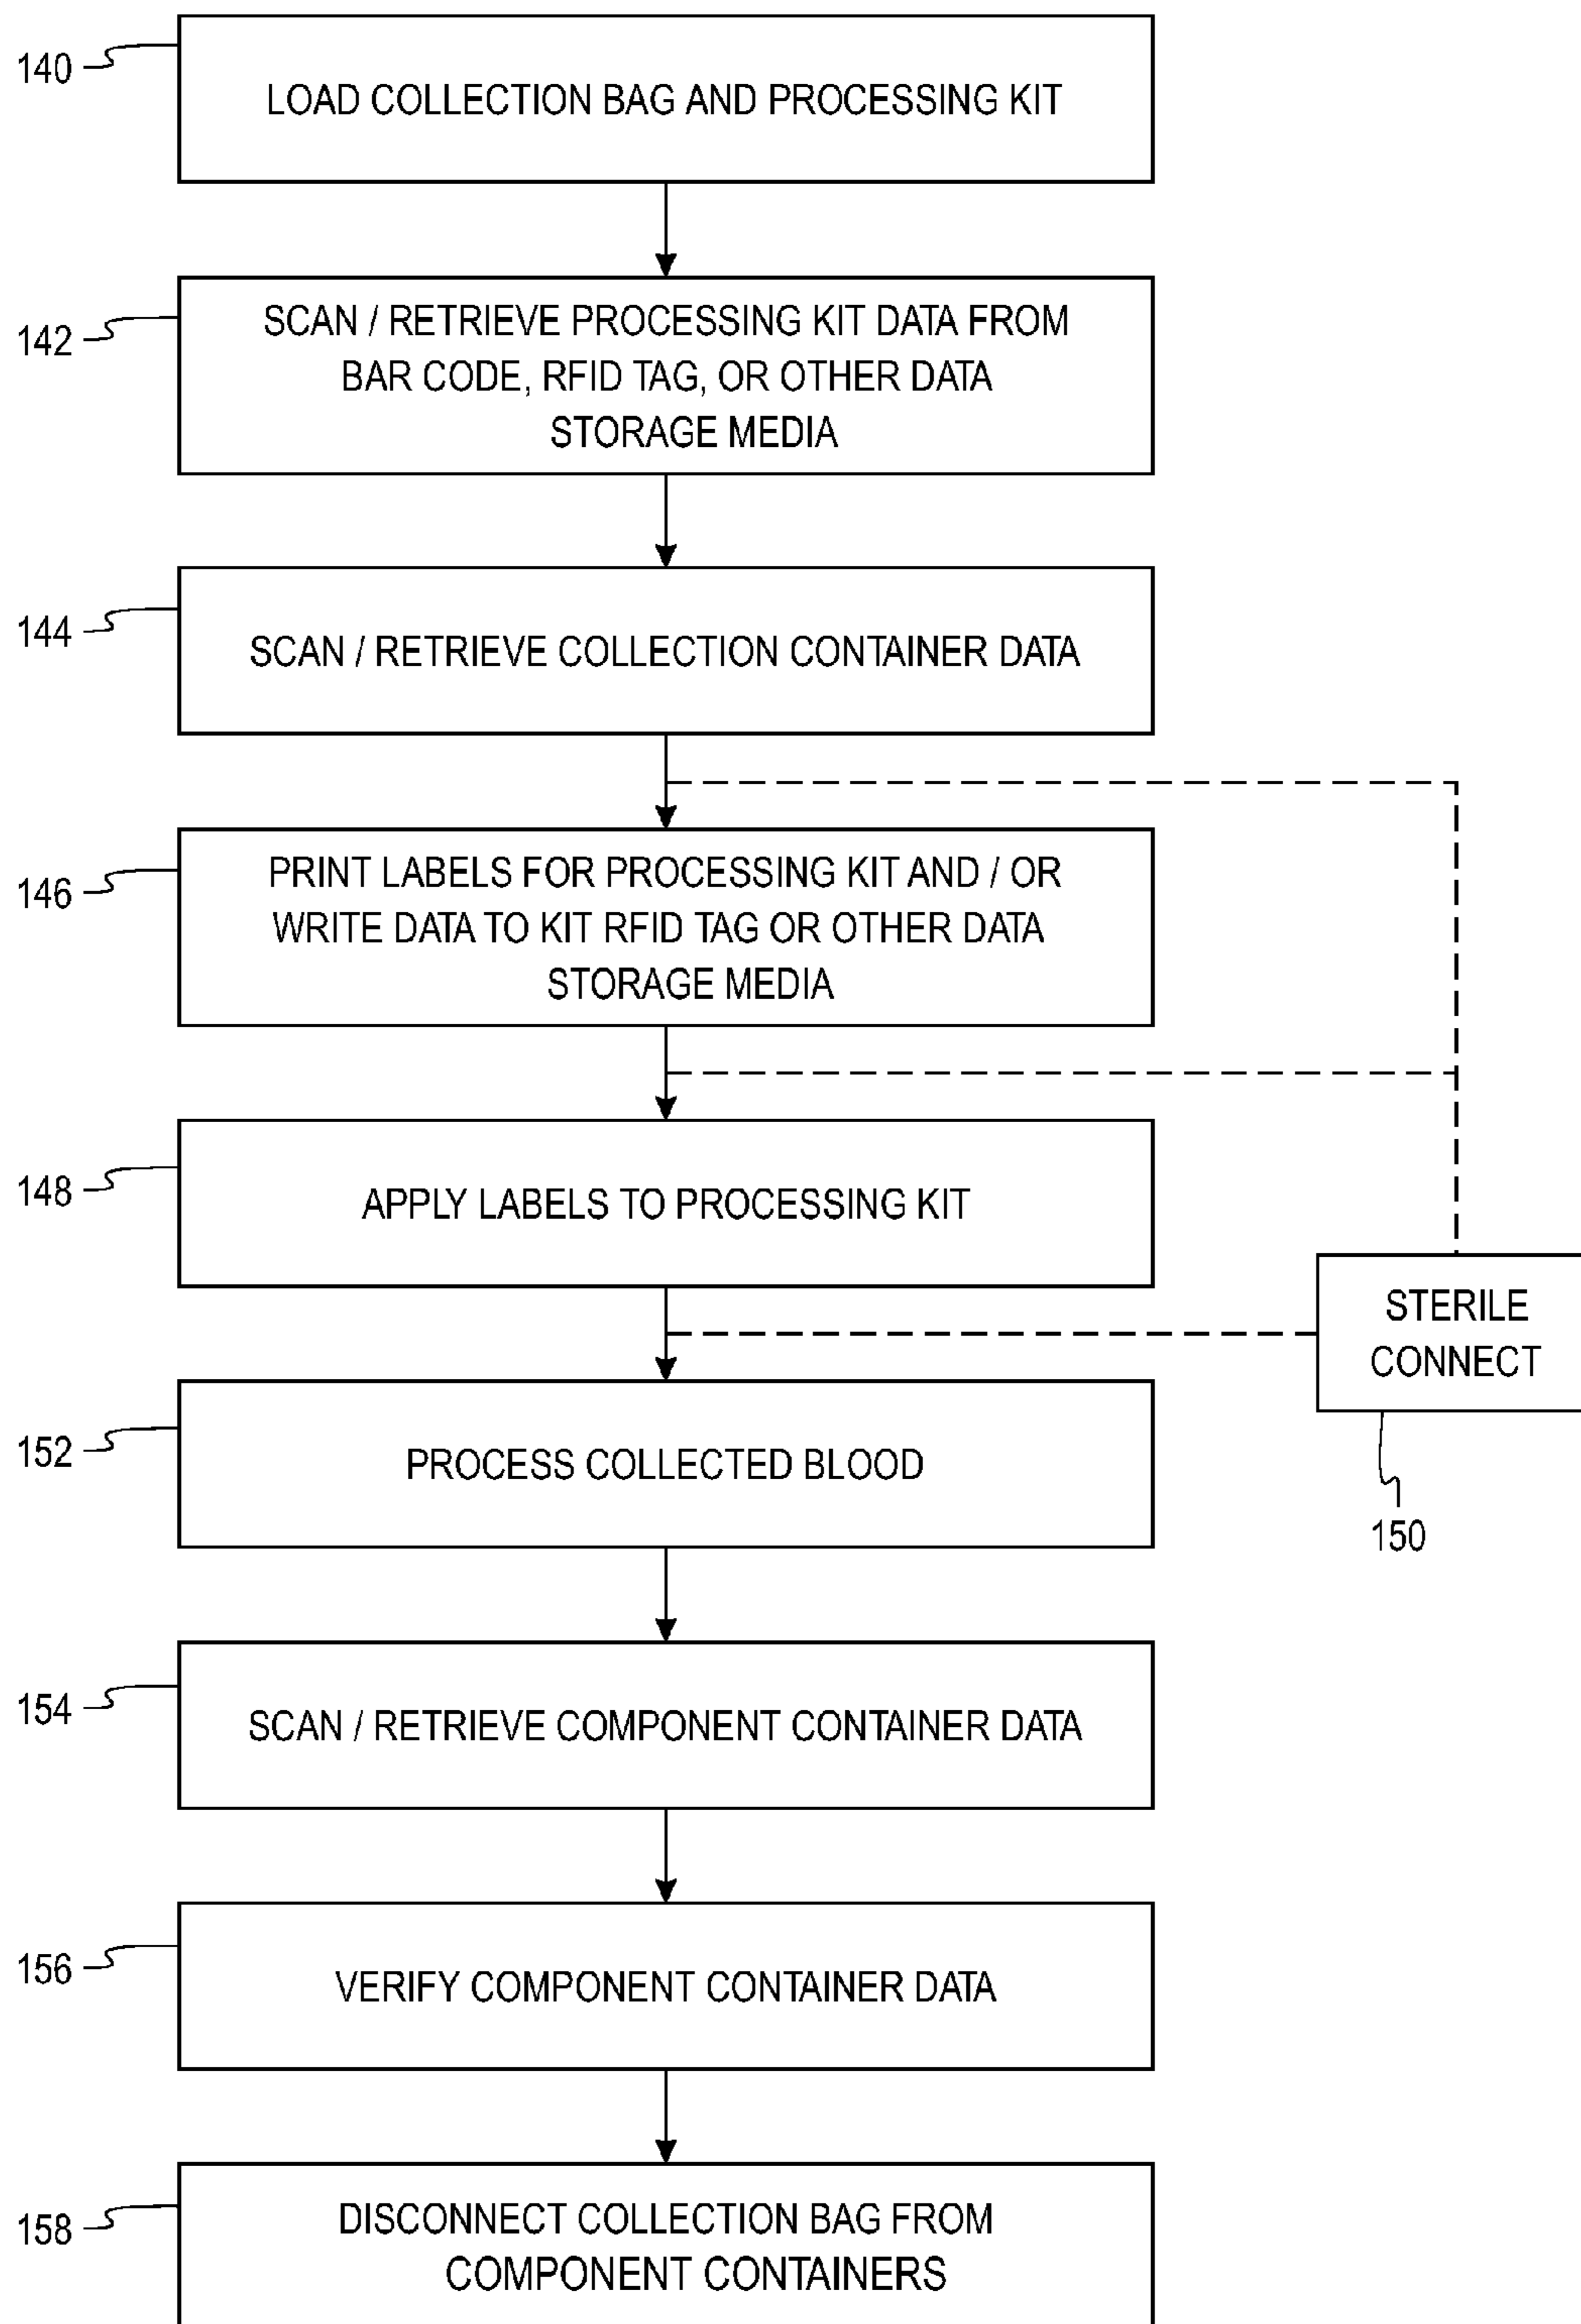 140
LOAD COLLECTION BAG AND PROCESSING KIT
142
SCAN / RETRIEVE PROCESSING KIT DATA FROM
BAR CODE, RFID TAG, OR OTHER DATA
STORAGE MEDIA
144
SCAN / RETRIEVE COLLECTION CONTAINER DATA
146
PRINT LABELS FOR PROCESSING KIT AND / OR
WRITE DATA TO KIT RFID TAG OR OTHER DATA
STORAGE MEDIA
148
APPLY LABELS TO PROCESSING KIT
STERILE
CONNECT
150
152
PROCESS COLLECTED BLOOD
154
SCAN / RETRIEVE COMPONENT CONTAINER DATA
156
VERIFY COMPONENT CONTAINER DATA
158
DISCONNECT COLLECTION BAG FROM
COMPONENT CONTAINERS